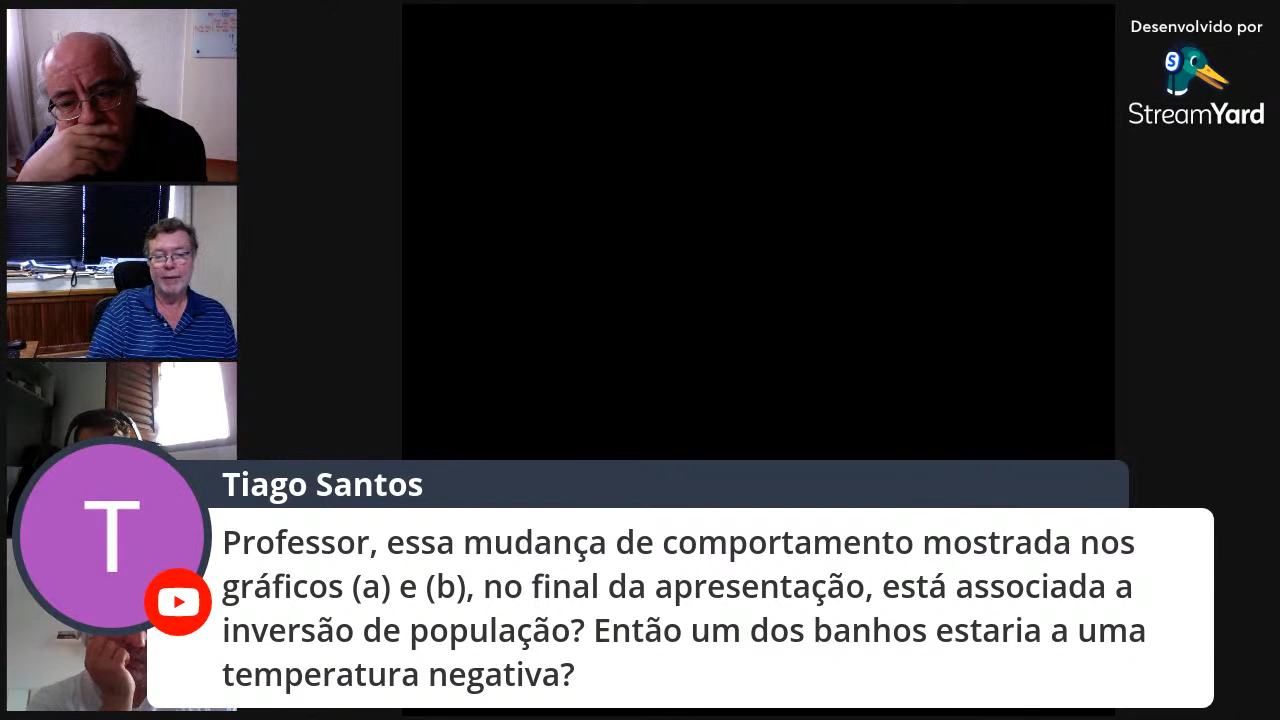 Desenvolvido por
S
StreamYard
Tiago Santos
T
Professor, essa mudança de comportamento mostrada nos
gráficos (a) e (b), no final da apresentação, está associada a
inversão de população? Então um dos banhos estaria a uma
temperatura negativa?